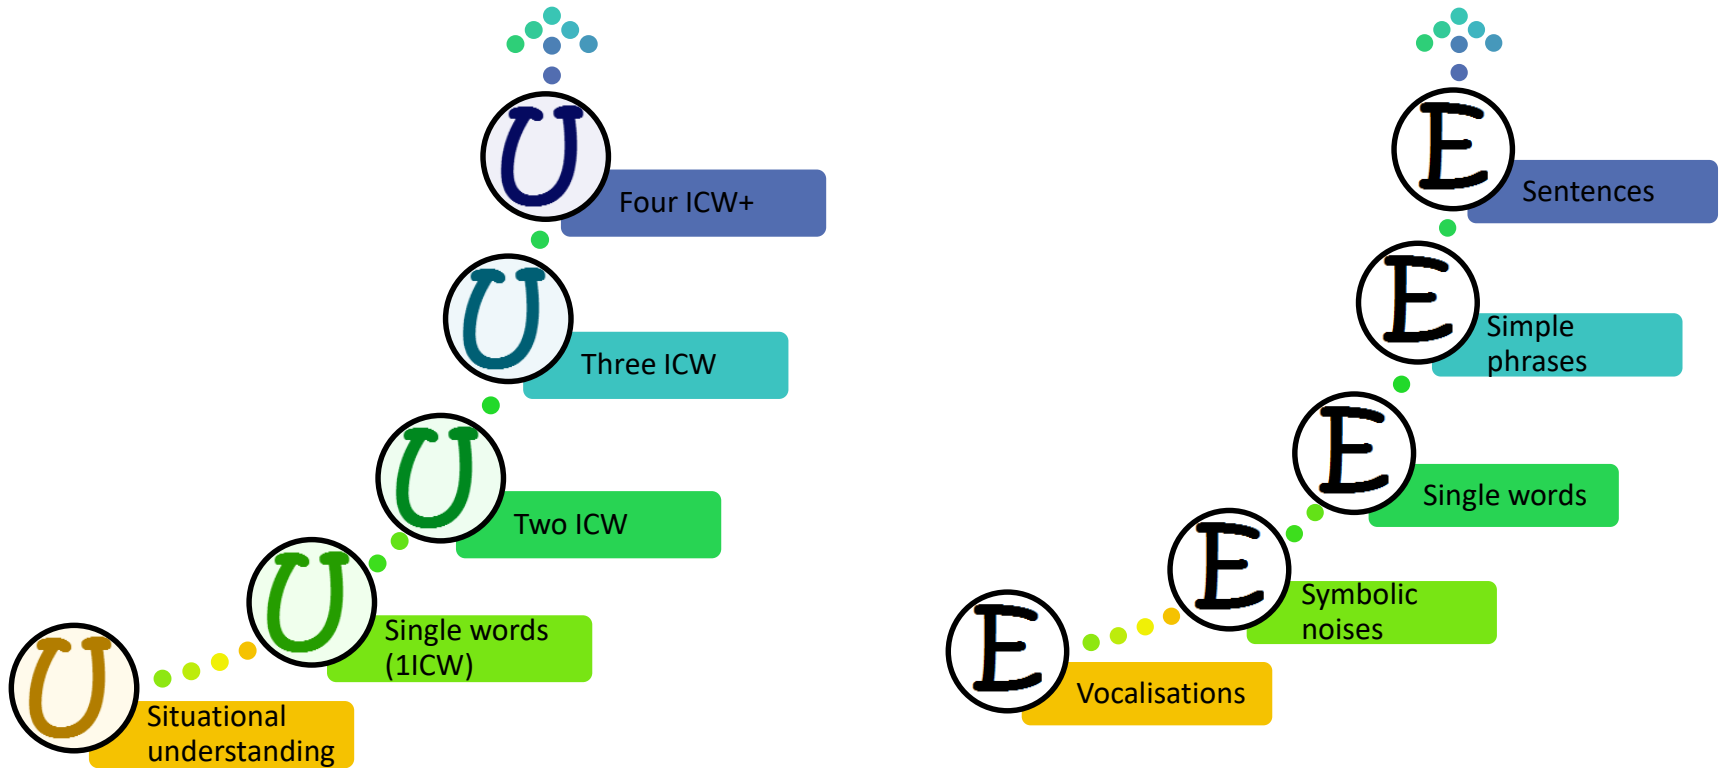 U
Four ICW+
U
Three ICW
U
Two ICW
U
Single words
(1ICW)
U
Situational
understanding
E
Sentences
E
Simple
phrases
E
Single words
E
Symbolic
noises
E
Vocalisations